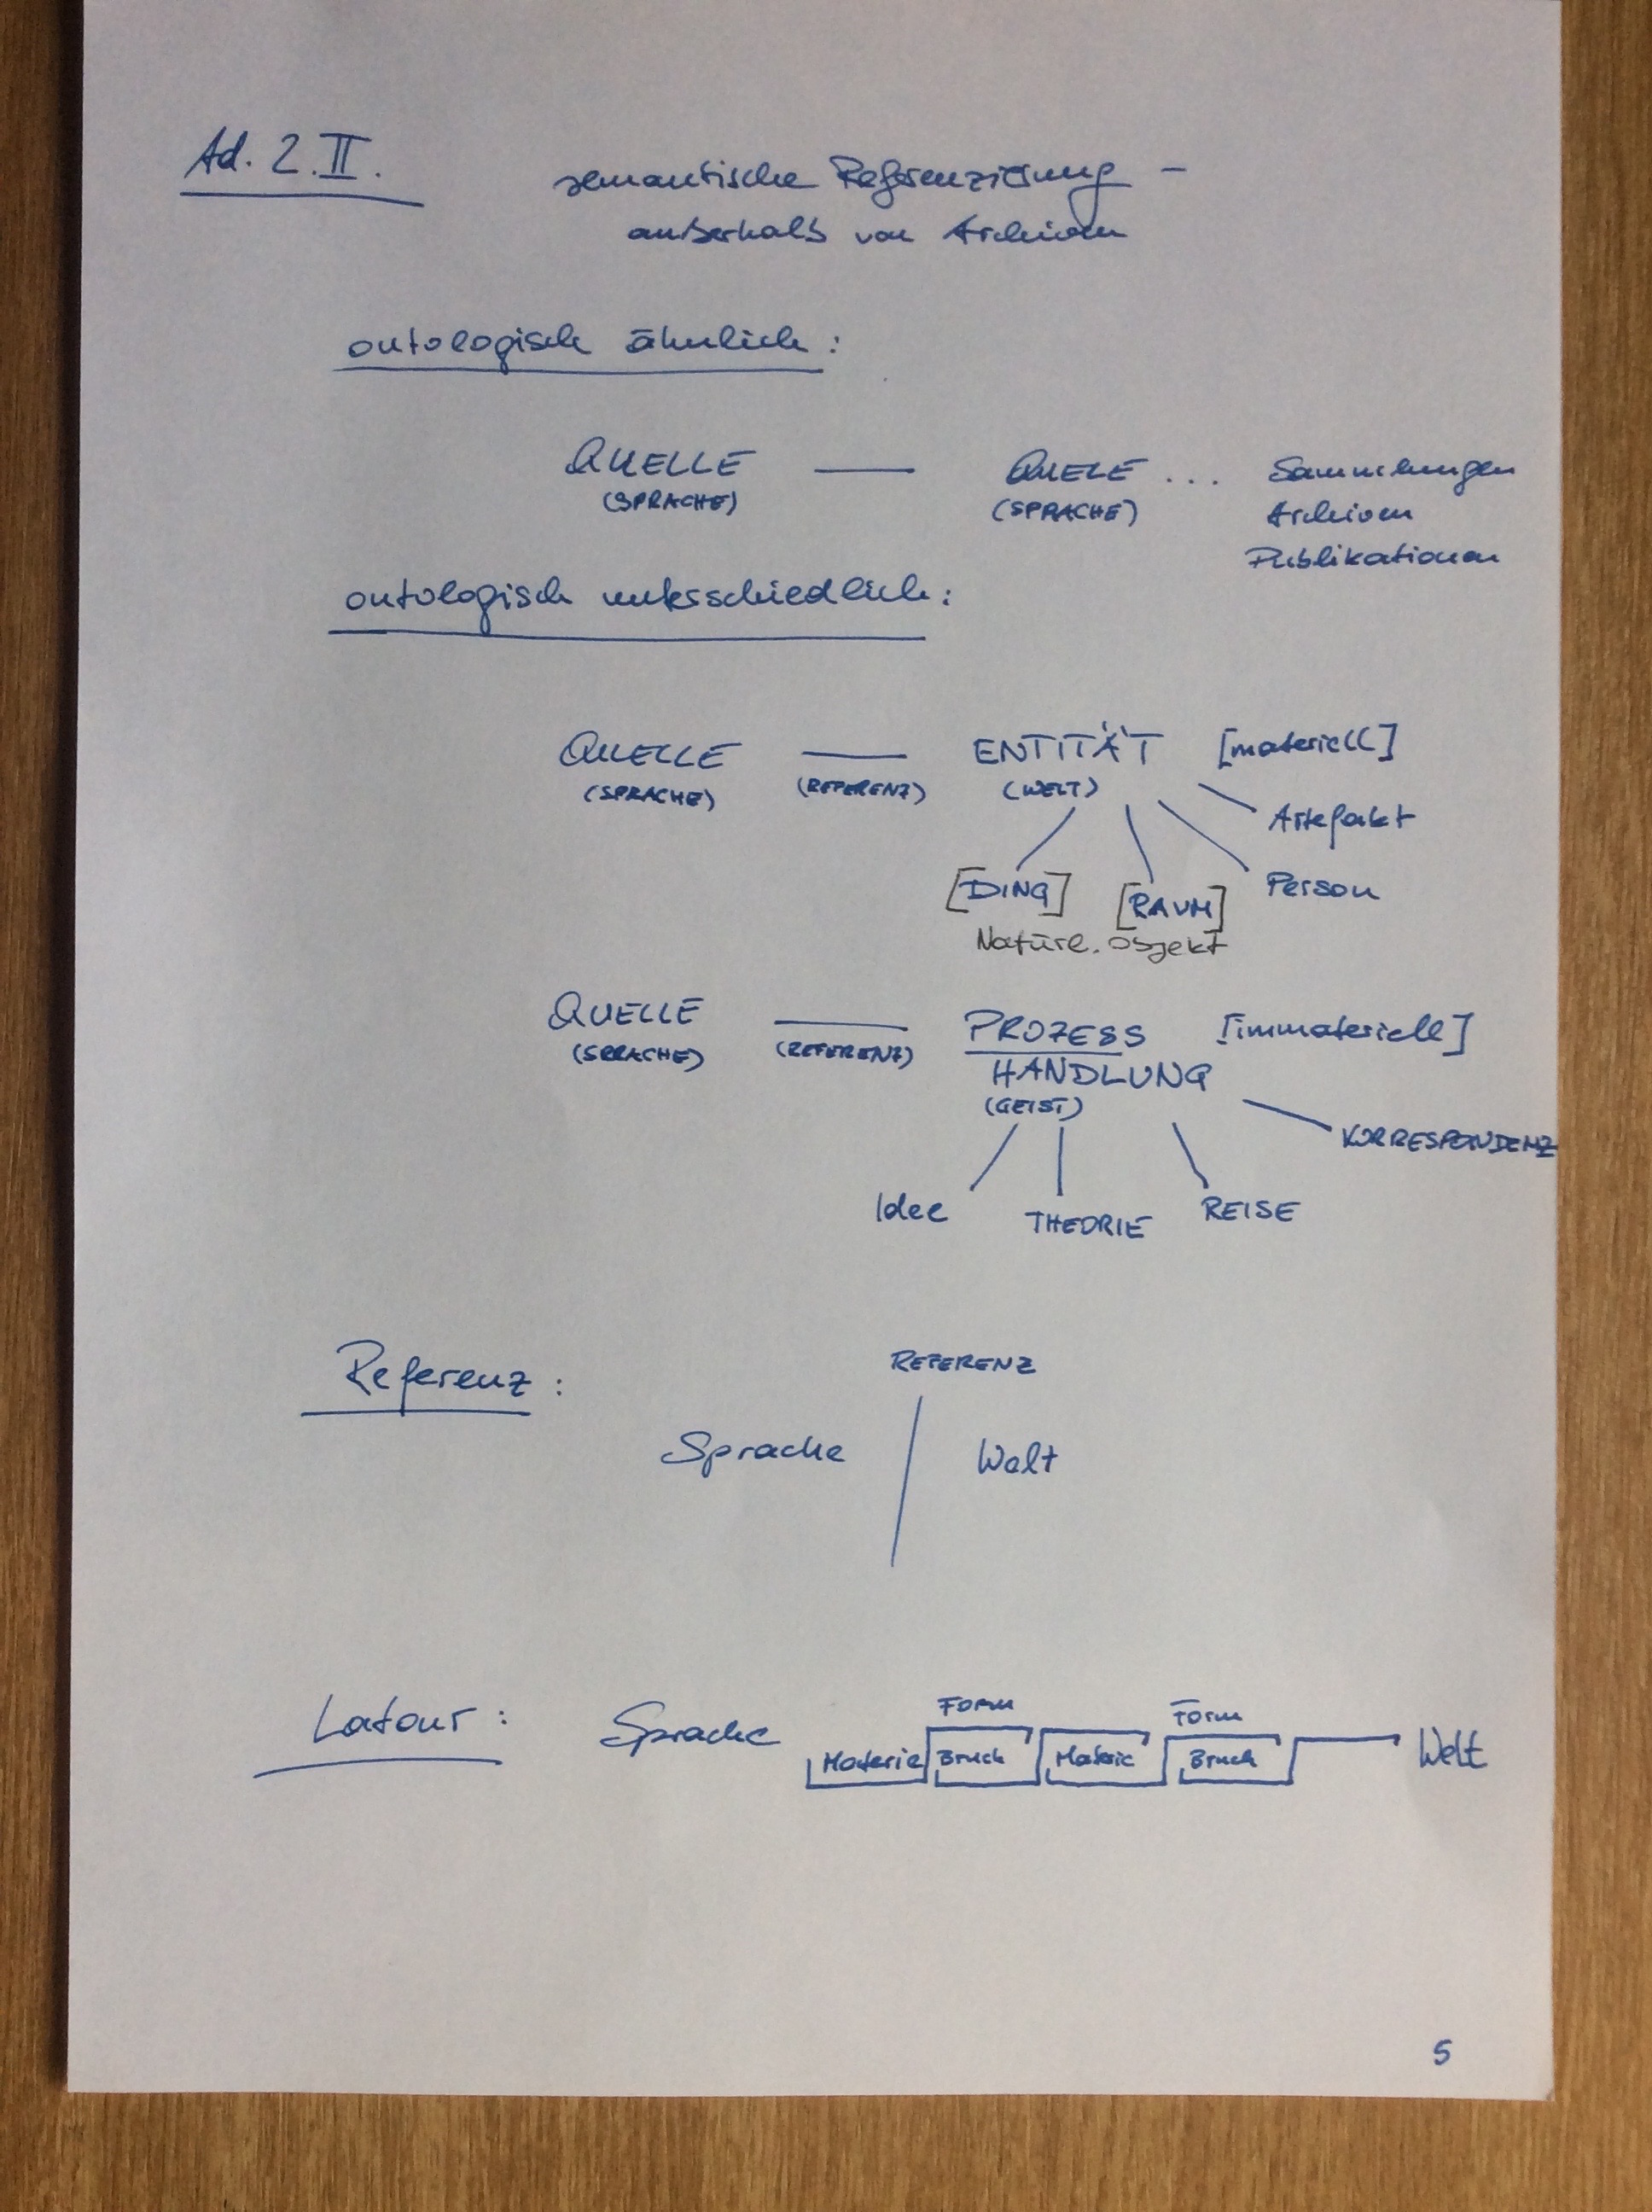 Ad. 2.II.
semantische Referenzierung –
außerhalb von Archiven
ontologisch ähnlich:
QUELLE — QUELLE ... Sammlungen
(SPRACHE) (SPRACHE) Archiven
Publikationen
ontologisch unterschiedlich:
QUELLE — ENTITÄT [materiell]
(SPRACHE) (REFERENZ) (WELT)
Artefakt
[DING] [RAUM] Person
Natürl. Objekt
QUELLE — PROZESS [immateriell]
(SPRACHE) (REFERENZ) HANDLUNG
(GEIST)
KORRESPONDENZ
Idee THEORIE REISE
Referenz:
REFERENZ
Sprache Welt
Latour: Sprache
Form Form
Materie Bruch Materie Bruch Welt
5